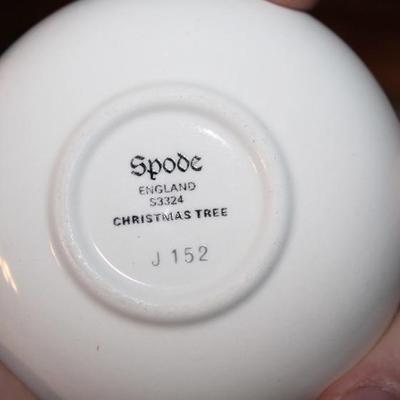 Spode
ENGLAND
S3324
CHRISTMAS TREE
J 152